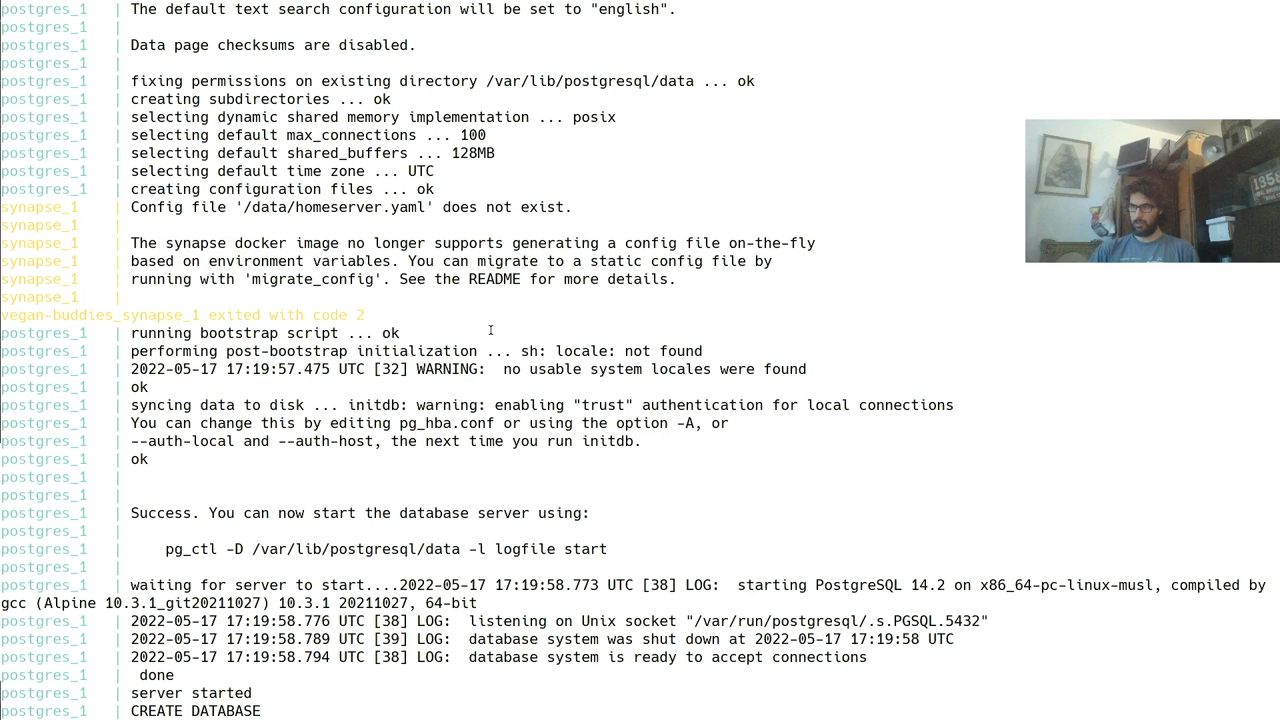 postgres_1   | The default text search configuration will be set to "english".
postgres_1   |
postgres_1   | Data page checksums are disabled.
postgres_1   |
postgres_1   | fixing permissions on existing directory /var/lib/postgresql/data ... ok
postgres_1   | creating subdirectories ... ok
postgres_1   | selecting dynamic shared memory implementation ... posix
postgres_1   | selecting default max_connections ... 100
postgres_1   | selecting default shared_buffers ... 128MB
postgres_1   | selecting default time zone ... UTC
postgres_1   | creating configuration files ... ok
synapse_1    | Config file '/data/homeserver.yaml' does not exist.
synapse_1    |
synapse_1    | The synapse docker image no longer supports generating a config file on-the-fly
synapse_1    | based on environment variables. You can migrate to a static config file by
synapse_1    | running with 'migrate_config'. See the README for more details.
synapse_1    |
vegan-buddies_synapse_1 exited with code 2
postgres_1   | running bootstrap script ... ok
postgres_1   | performing post-bootstrap initialization ... sh: locale: not found
postgres_1   | 2022-05-17 17:19:57.475 UTC [32] WARNING:  no usable system locales were found
postgres_1   | ok
postgres_1   | syncing data to disk ... initdb: warning: enabling "trust" authentication for local connections
postgres_1   | You can change this by editing pg_hba.conf or using the option -A, or
postgres_1   | --auth-local and --auth-host, the next time you run initdb.
postgres_1   | ok
postgres_1   |
postgres_1   |
postgres_1   | Success. You can now start the database server using:
postgres_1   |
postgres_1   |     pg_ctl -D /var/lib/postgresql/data -l logfile start
postgres_1   |
postgres_1   | waiting for server to start....2022-05-17 17:19:58.773 UTC [38] LOG:  starting PostgreSQL 14.2 on x86_64-pc-linux-musl, compiled by
gcc (Alpine 10.3.1_git20211027) 10.3.1 20211027, 64-bit
postgres_1   | 2022-05-17 17:19:58.776 UTC [38] LOG:  listening on Unix socket "/var/run/postgresql/.s.PGSQL.5432"
postgres_1   | 2022-05-17 17:19:58.789 UTC [39] LOG:  database system was shut down at 2022-05-17 17:19:58 UTC
postgres_1   | 2022-05-17 17:19:58.794 UTC [38] LOG:  database system is ready to accept connections
postgres_1   |  done
postgres_1   | server started
postgres_1   | CREATE DATABASE